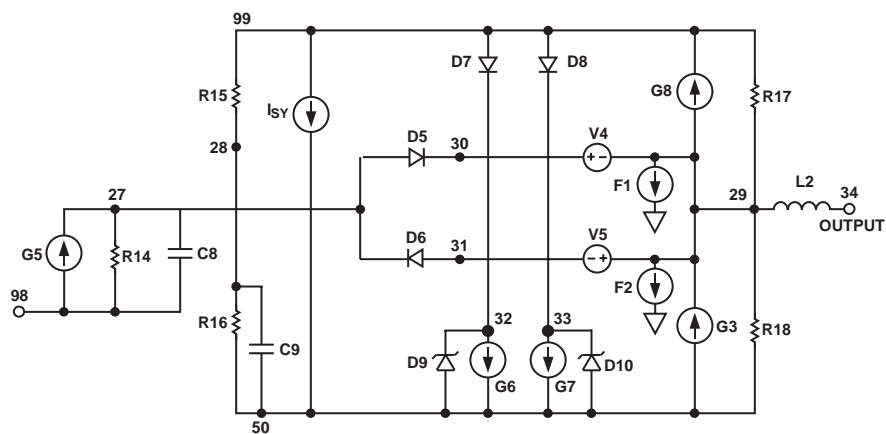 99
D7
D8
R15
I_SY
G8
R17
28
D5
30
V4
F1
27
29
L2
34
OUTPUT
G5
R14
C8
D6
31
V5
F2
98
R16
C9
32
33
G3
R18
D9
G6
G7
D10
50